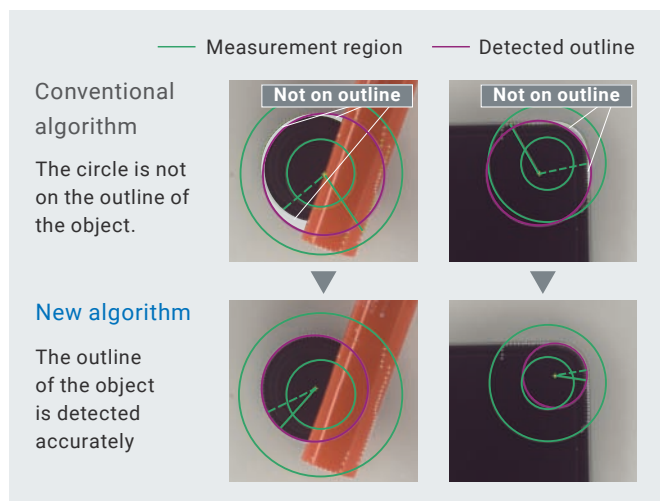 Measurement region
Detected outline
Conventional
algorithm
The circle is not
on the outline of
the object.
Not on outline
Not on outline
New algorithm
The outline
of the object
is detected
accurately